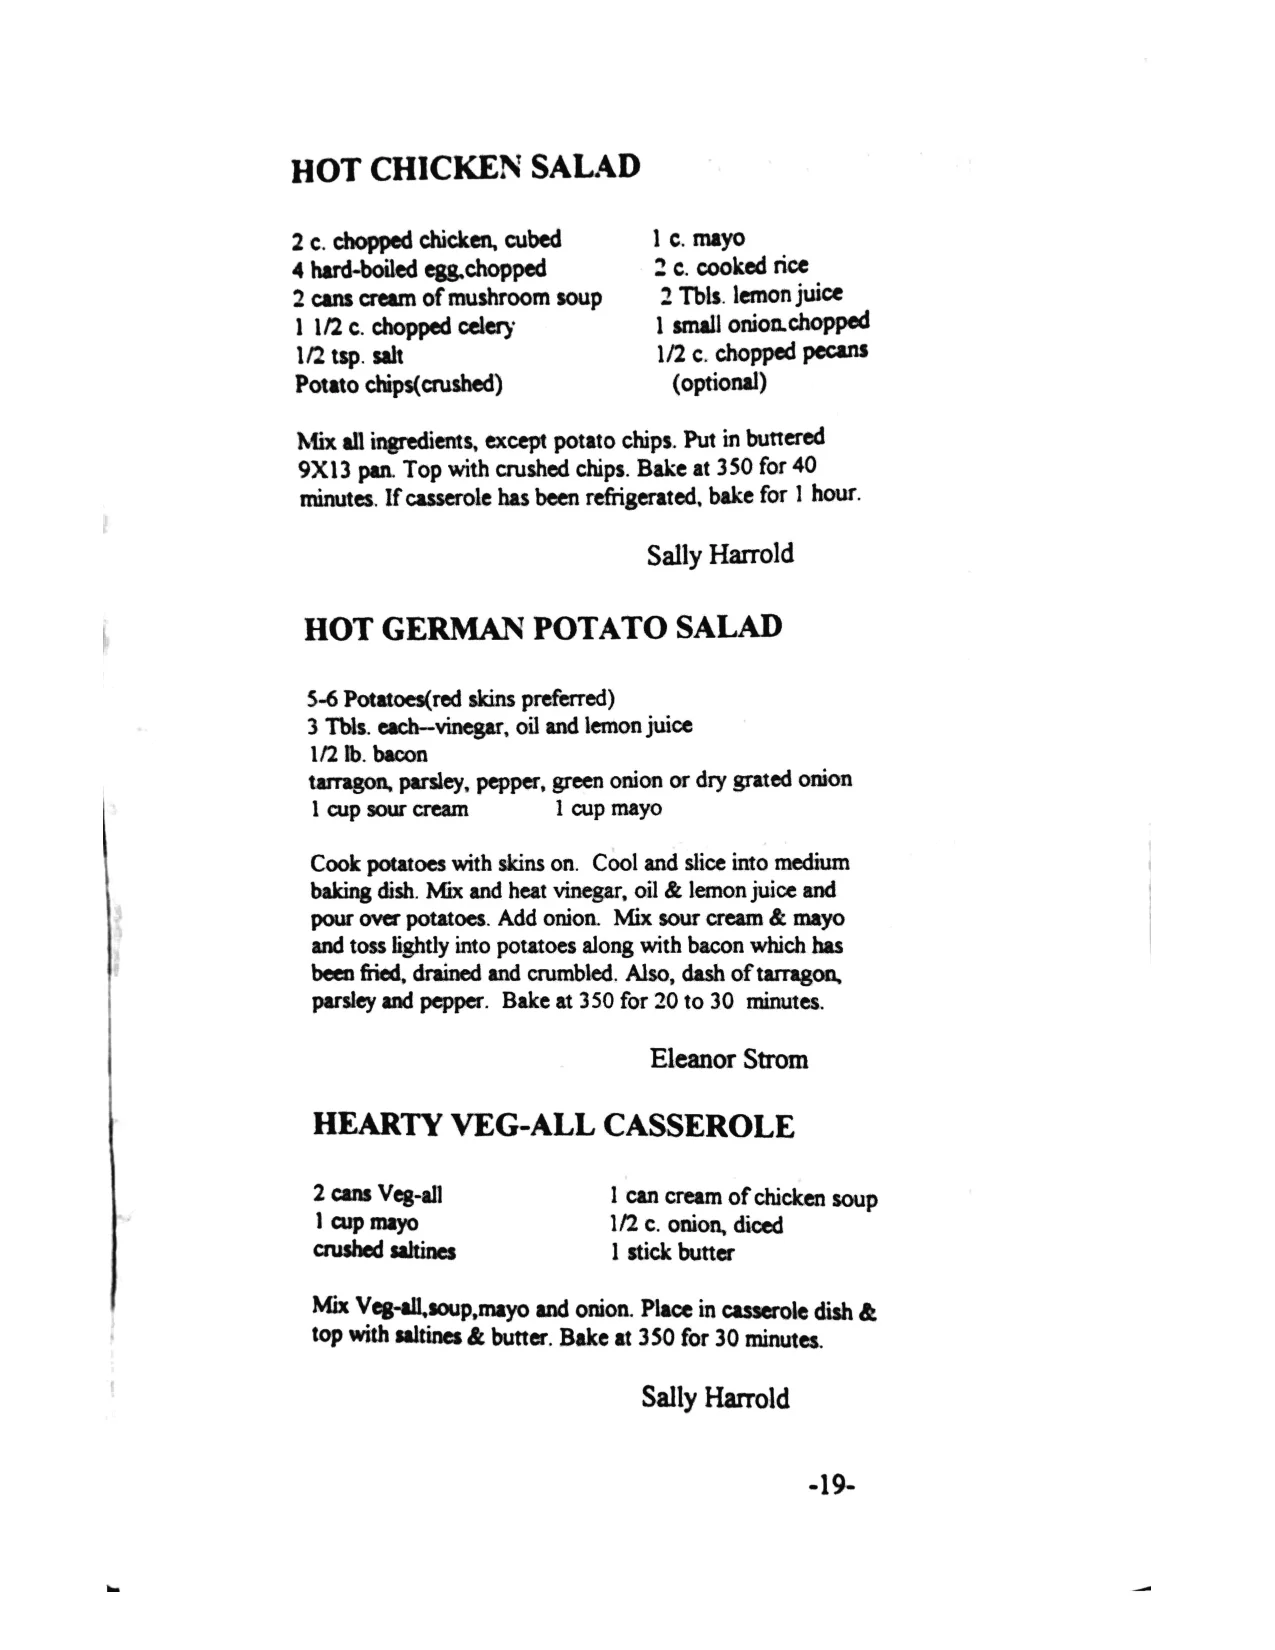 HOT CHICKEN SALAD
2 c. chopped chicken, cubed 1 c. mayo
4 hard-boiled egg,chopped 2 c. cooked rice
2 cans cream of mushroom soup 2 Tbls. lemon juice
1 1/2 c. chopped celery 1 small onion,chopped
1/2 tsp. salt 1/2 c. chopped pecans
Potato chips(crushed) (optional)
Mix all ingredients, except potato chips. Put in buttered
9X13 pan. Top with crushed chips. Bake at 350 for 40
minutes. If casserole has been refrigerated, bake for 1 hour.
Sally Harrold
HOT GERMAN POTATO SALAD
5-6 Potatoes(red skins preferred)
3 Tbls. each--vinegar, oil and lemon juice
1/2 lb. bacon
tarragon, parsley, pepper, green onion or dry grated onion
1 cup sour cream 1 cup mayo
Cook potatoes with skins on. Cool and slice into medium
baking dish. Mix and heat vinegar, oil & lemon juice and
pour over potatoes. Add onion. Mix sour cream & mayo
and toss lightly into potatoes along with bacon which has
been fried, drained and crumbled. Also, dash of tarragon,
parsley and pepper. Bake at 350 for 20 to 30 minutes.
Eleanor Strom
HEARTY VEG-ALL CASSEROLE
2 cans Veg-all 1 can cream of chicken soup
1 cup mayo 1/2 c. onion, diced
crushed saltines 1 stick butter
Mix Veg-all,soup,mayo and onion. Place in casserole dish &
top with saltines & butter. Bake at 350 for 30 minutes.
Sally Harrold
-19-